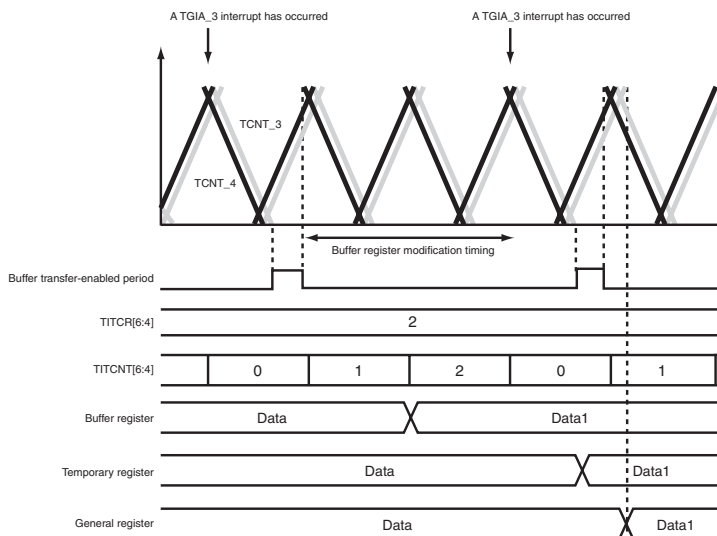 A TGIA_3 interrupt has occurred
A TGIA_3 interrupt has occurred
TCNT_3
TCNT_4
Buffer register modification timing
Buffer transfer-enabled period
TITCR[6:4]
2
TITCNT[6:4]
0 1 2 0 1
Buffer register
Data Data1
Temporary register
Data Data1
General register
Data Data1